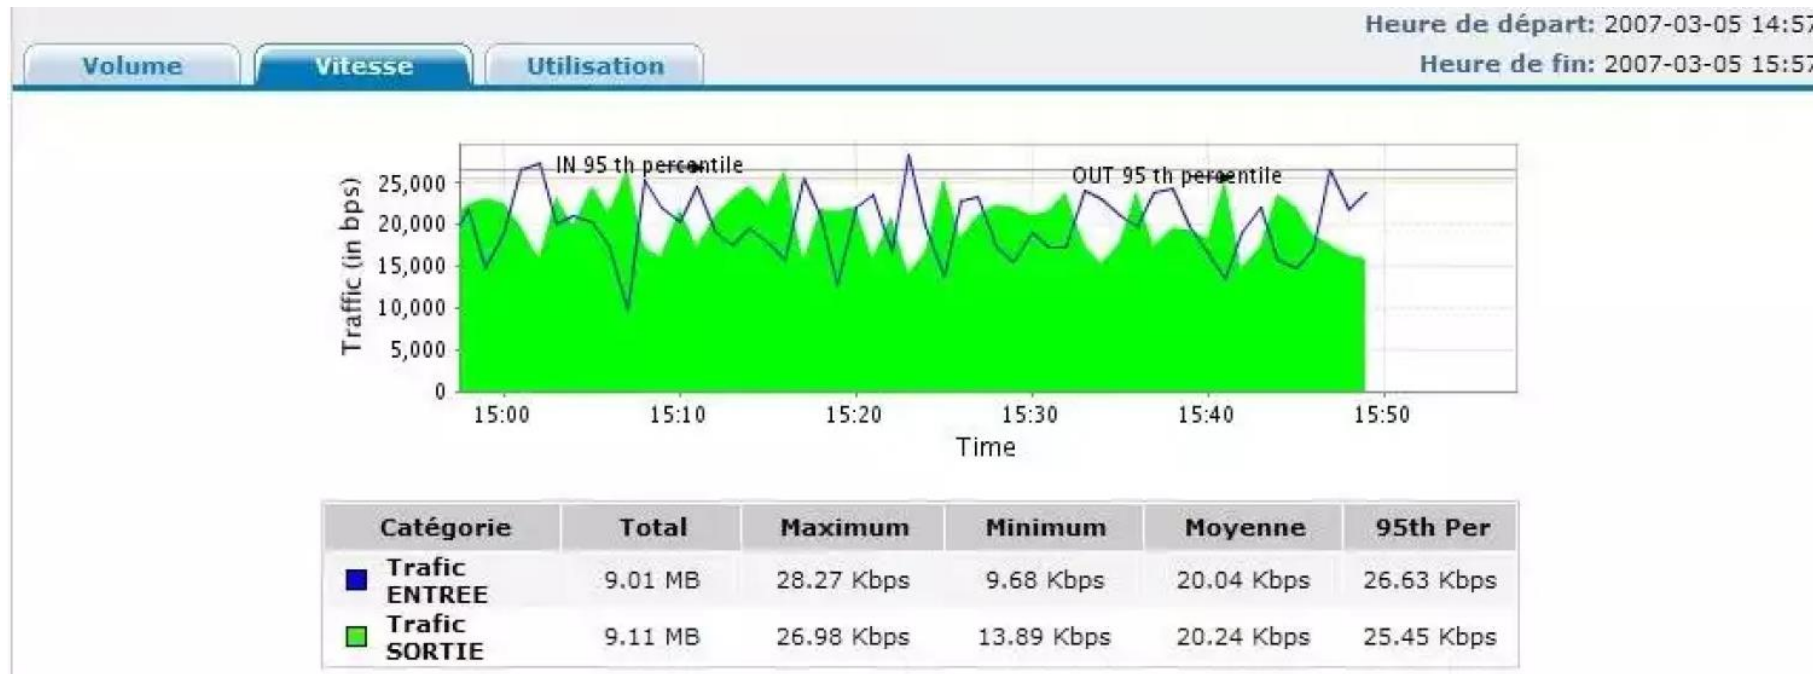 Heure de départ: 2007-03-05 14:57
Volume Vitesse Utilisation
Heure de fin: 2007-03-05 15:57
Traffic (in bps)
25,000
20,000
15,000
10,000
5,000
0
IN 95 th percentile
OUT 95 th percentile
15:00 15:10 15:20 15:30 15:40 15:50
Time
Catégorie Total Maximum Minimum Moyenne 95th Per
Trafic
ENTREE 9.01 MB 28.27 Kbps 9.68 Kbps 20.04 Kbps 26.63 Kbps
Trafic
SORTIE 9.11 MB 26.98 Kbps 13.89 Kbps 20.24 Kbps 25.45 Kbps